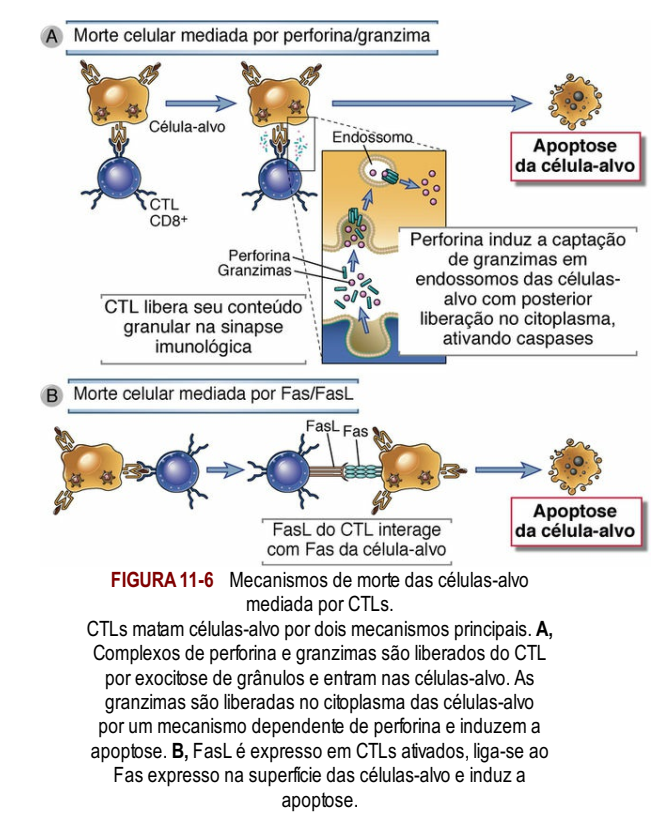 A Morte celular mediada por perforina/granzima
Célula-alvo
CTL
CD8+
Endossomo
Apoptose
da célula-alvo
Perforina
Granzimas
Perforina induz a captação
de granzimas em
endossomos das células-
alvo com posterior
liberação no citoplasma,
ativando caspases
CTL libera seu conteúdo
granular na sinapse
imunológica
B Morte celular mediada por Fas/FasL
FasL Fas
Apoptose
da célula-alvo
FasL do CTL interage
com Fas da célula-alvo
FIGURA 11-6 Mecanismos de morte das células-alvo
mediada por CTLs.
CTLs matam células-alvo por dois mecanismos principais. A,
Complexos de perforina e granzimas são liberados do CTL
por exocitose de grânulos e entram nas células-alvo. As
granzimas são liberadas no citoplasma das células-alvo
por um mecanismo dependente de perforina e induzem a
apoptose. B, FasL é expresso em CTLs ativados, liga-se ao
Fas expresso na superfície das células-alvo e induz a
apoptose.